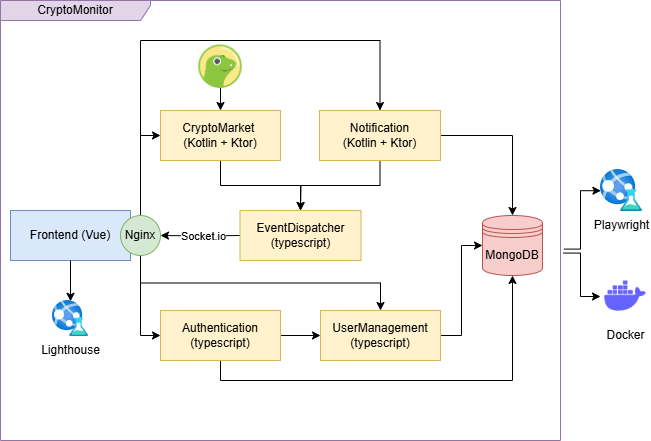 CryptoMonitor
CryptoMarket
(Kotlin + Ktor)
Notification
(Kotlin + Ktor)
Frontend (Vue)
Nginx
Socket.io
EventDispatcher
(typescript)
MongoDB
Playwright
Lighthouse
Authentication
(typescript)
UserManagement
(typescript)
Docker